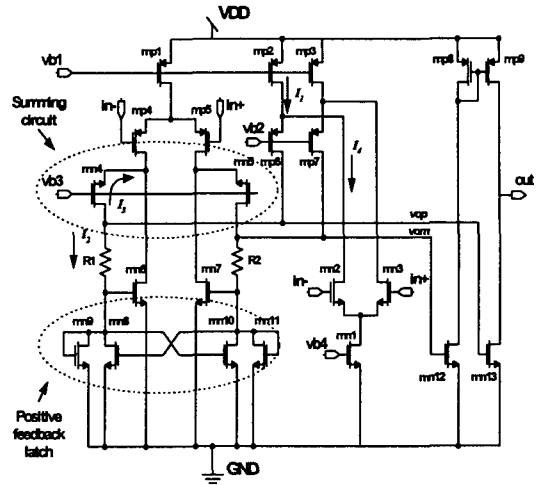 VDD
vb1
mp1
mp2
mp3
mp8
mp9
I1
Summing
circuit
in-
in+
mp4
mp5
vb2
mp6
mp7
I4
mn4
mn5
vb3
I3
out
vop
vom
I2
R1
R2
mn6
mn7
mn2
mn3
in-
in+
mn9
mn8
mn10
mn11
mn1
vb4
mn12
mn13
Positive
feedback
latch
GND